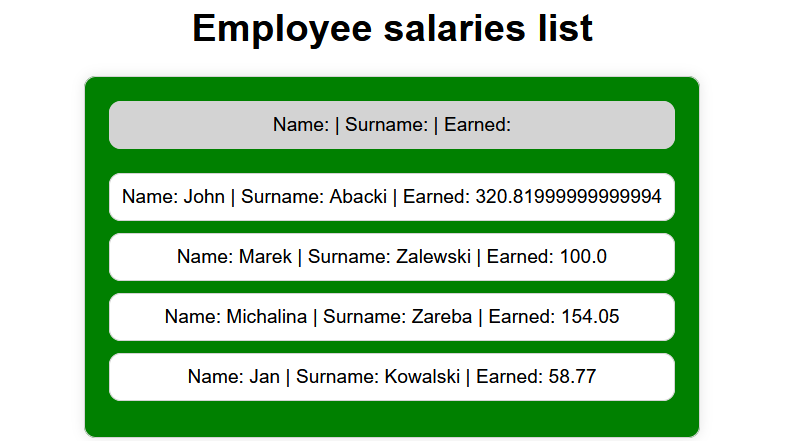 Employee salaries list
Name: | Surname: | Earned:
Name: John | Surname: Abacki | Earned: 320.81999999999994
Name: Marek | Surname: Zalewski | Earned: 100.0
Name: Michalina | Surname: Zareba | Earned: 154.05
Name: Jan | Surname: Kowalski | Earned: 58.77